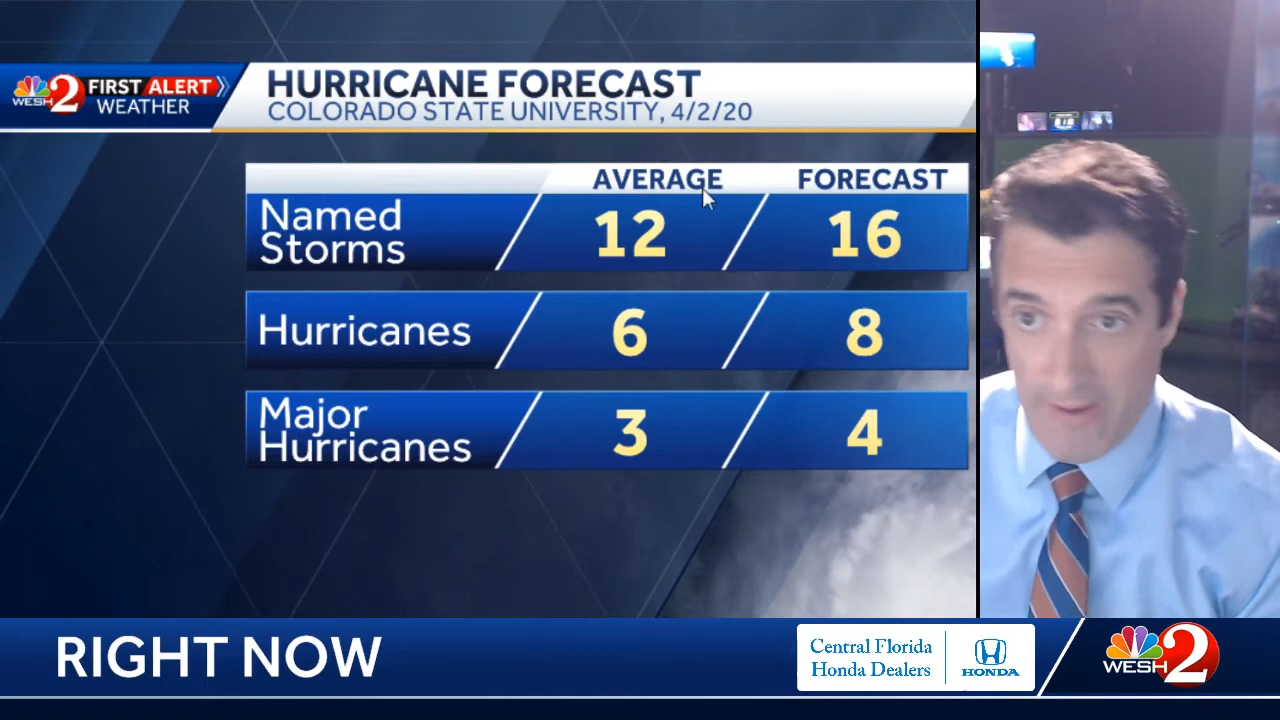 WESH 2 FIRST ALERT
WEATHER
HURRICANE FORECAST
COLORADO STATE UNIVERSITY, 4/2/20
AVERAGE FORECAST
Named
Storms
12 16
Hurricanes 6 8
Major
Hurricanes
3 4
RIGHT NOW
Central Florida
Honda Dealers
HONDA
WESH 2